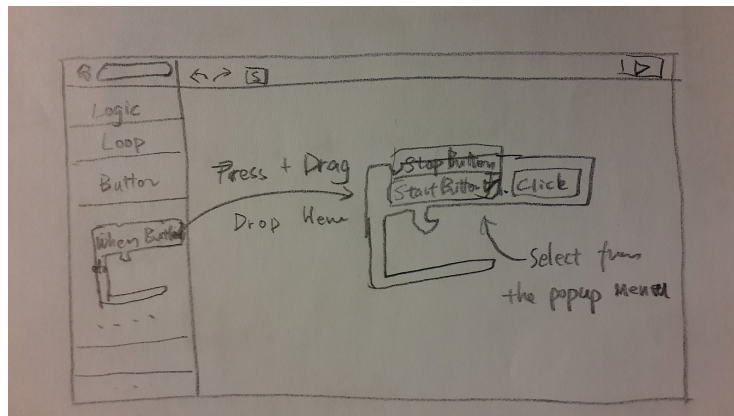 S
Logic
Loop
Button
When Button
do
Press + Drag
Drop Here
Stop Button
Start Button
Click
Select from
the popup menu